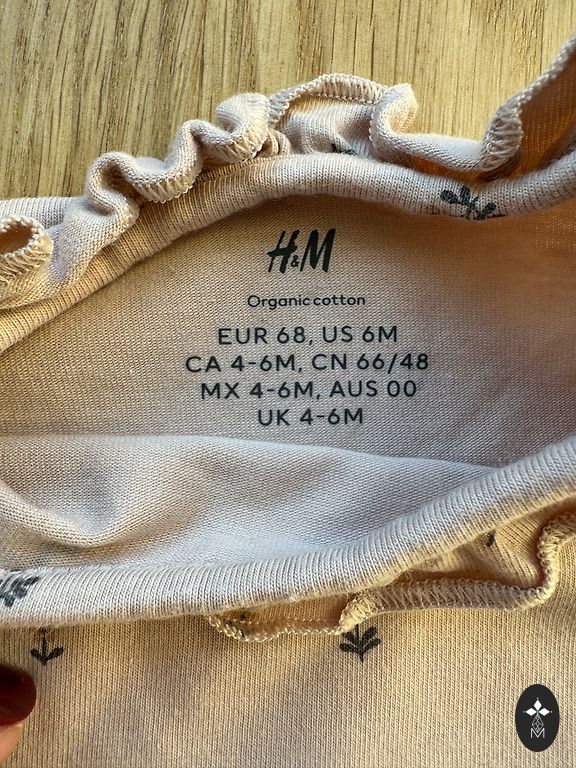 H&M
Organic cotton
EUR 68, US 6M
CA 4-6M, CN 66/48
MX 4-6M, AUS 00
UK 4-6M
M